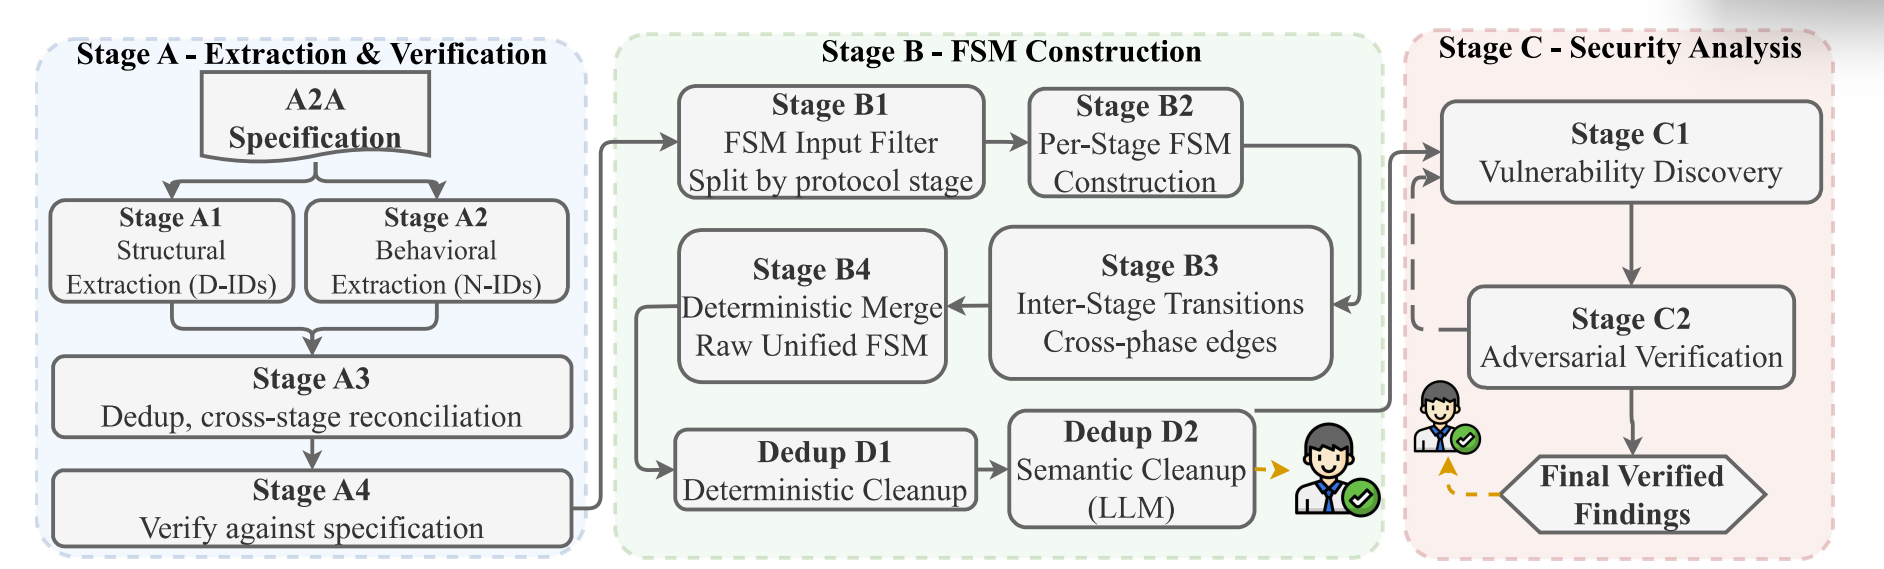 Stage A - Extraction & Verification
A2A
Specification
Stage A1
Structural
Extraction (D-IDs)
Stage A2
Behavioral
Extraction (N-IDs)
Stage A3
Dedup, cross-stage reconciliation
Stage A4
Verify against specification
Stage B - FSM Construction
Stage B1
FSM Input Filter
Split by protocol stage
Stage B2
Per-Stage FSM
Construction
Stage B3
Inter-Stage Transitions
Cross-phase edges
Stage B4
Deterministic Merge
Raw Unified FSM
Dedup D1
Deterministic Cleanup
Dedup D2
Semantic Cleanup
(LLM)
Stage C - Security Analysis
Stage C1
Vulnerability Discovery
Stage C2
Adversarial Verification
Final Verified
Findings